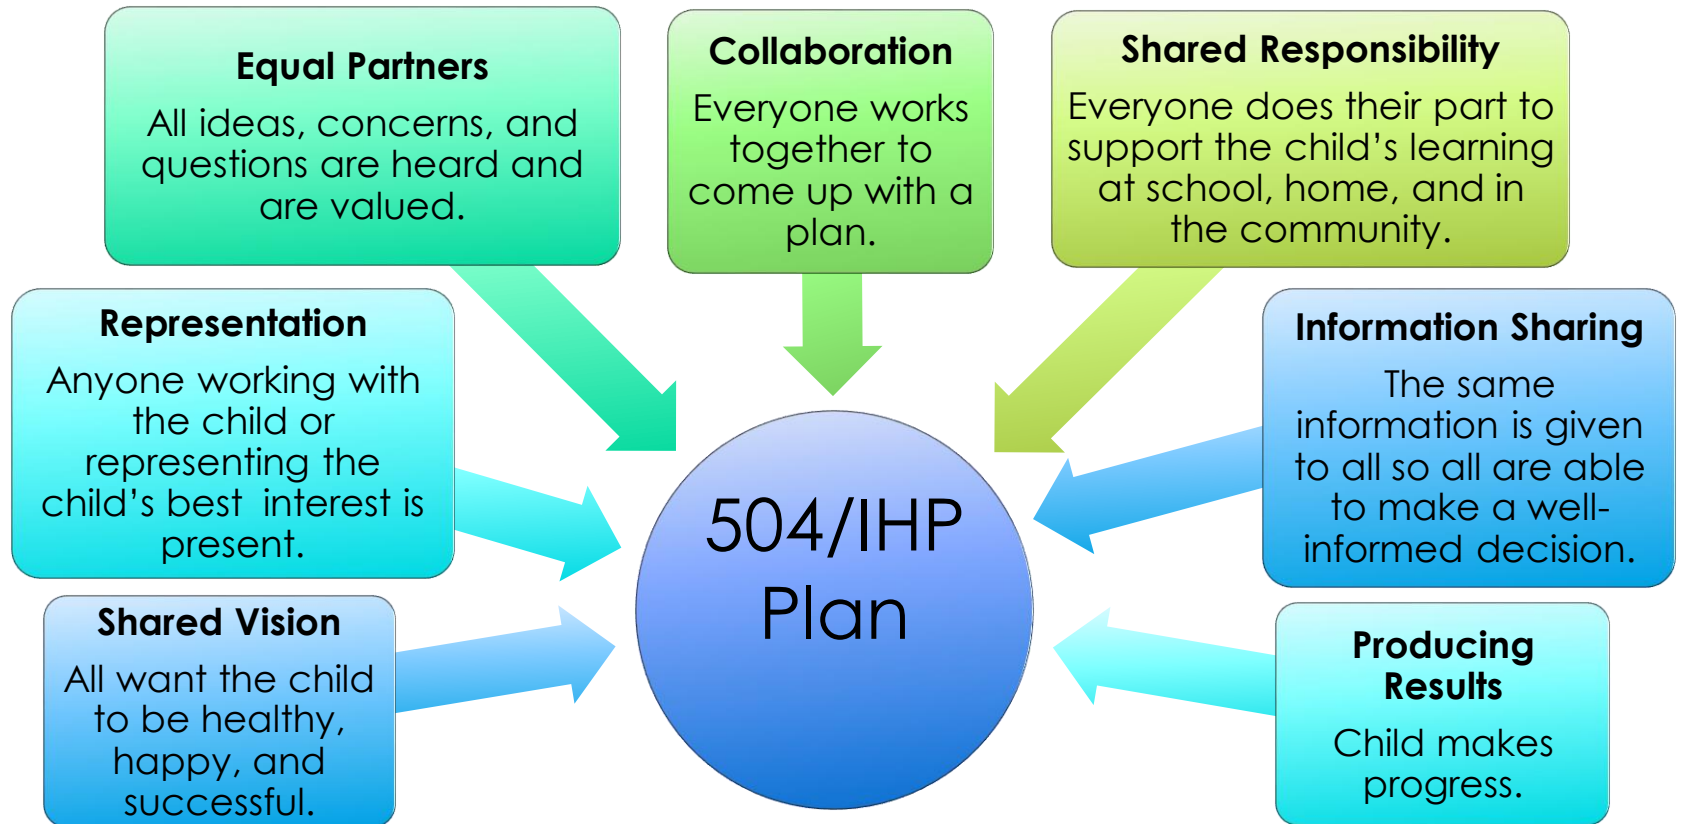 Equal Partners
All ideas, concerns, and
questions are heard and
are valued.
Collaboration
Everyone works
together to
come up with a
plan.
Shared Responsibility
Everyone does their part to
support the child’s learning
at school, home, and in
the community.
Representation
Anyone working with
the child or
representing the
child’s best  interest is
present.
Information Sharing
The same
information is given
to all so all are able
to make a well-
informed decision.
504/IHP
Plan
Shared Vision
All want the child
to be healthy,
happy, and
successful.
Producing
Results
Child makes
progress.